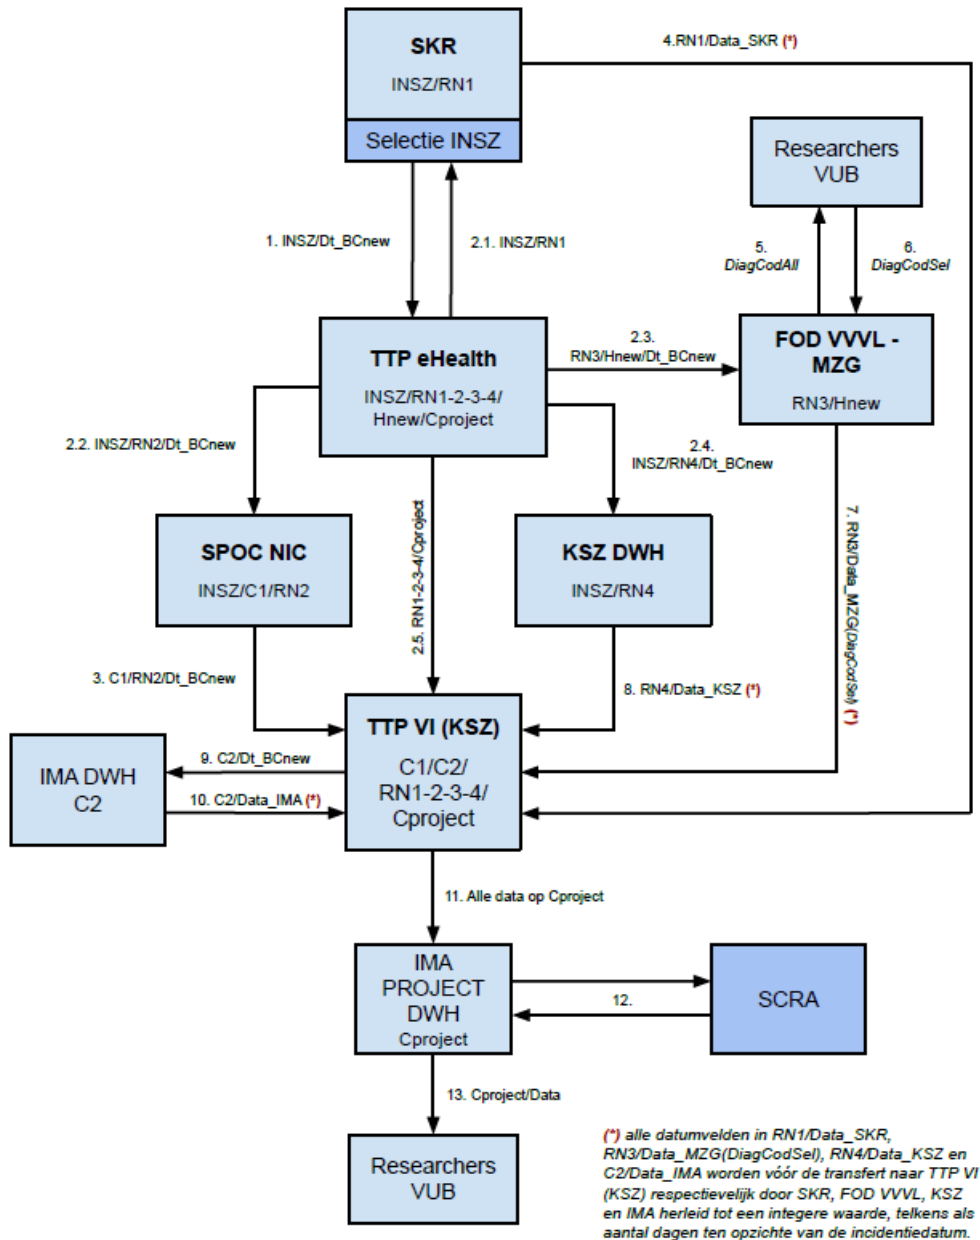 SKR
INSZ/RN1
Selectie INSZ
4.RN1/Data_SKR (*)
Researchers
VUB
1. INSZ/Dt_BCnew
2.1. INSZ/RN1
5.
DiagCodAll
6.
DiagCodSel
TTP eHealth
INSZ/RN1-2-3-4/
Hnew/Cproject
2.3.
RN3/Hnew/Dt_BCnew
FOD VVVL -
MZG
RN3/Hnew
2.2. INSZ/RN2/Dt_BCnew
2.4.
INSZ/RN4/Dt_BCnew
2.5. RN1-2-3-4/Cproject
7. RN3/Data_MZG(DiagCodSel) (*)
SPOC NIC
INSZ/C1/RN2
KSZ DWH
INSZ/RN4
3. C1/RN2/Dt_BCnew
8. RN4/Data_KSZ (*)
TTP VI (KSZ)
C1/C2/
RN1-2-3-4/
Cproject
IMA DWH
C2
9. C2/Dt_BCnew
10. C2/Data_IMA (*)
11. Alle data op Cproject
IMA
PROJECT
DWH
Cproject
12.
SCRA
13. Cproject/Data
Researchers
VUB
(*) alle datumvelden in RN1/Data_SKR,
RN3/Data_MZG(DiagCodSel), RN4/Data_KSZ en
C2/Data_IMA worden vóór de transfert naar TTP VI
(KSZ) respectievelijk door SKR, FOD VVVL, KSZ
en IMA herleid tot een integere waarde, telkens als
aantal dagen ten opzichte van de incidentiedatum.